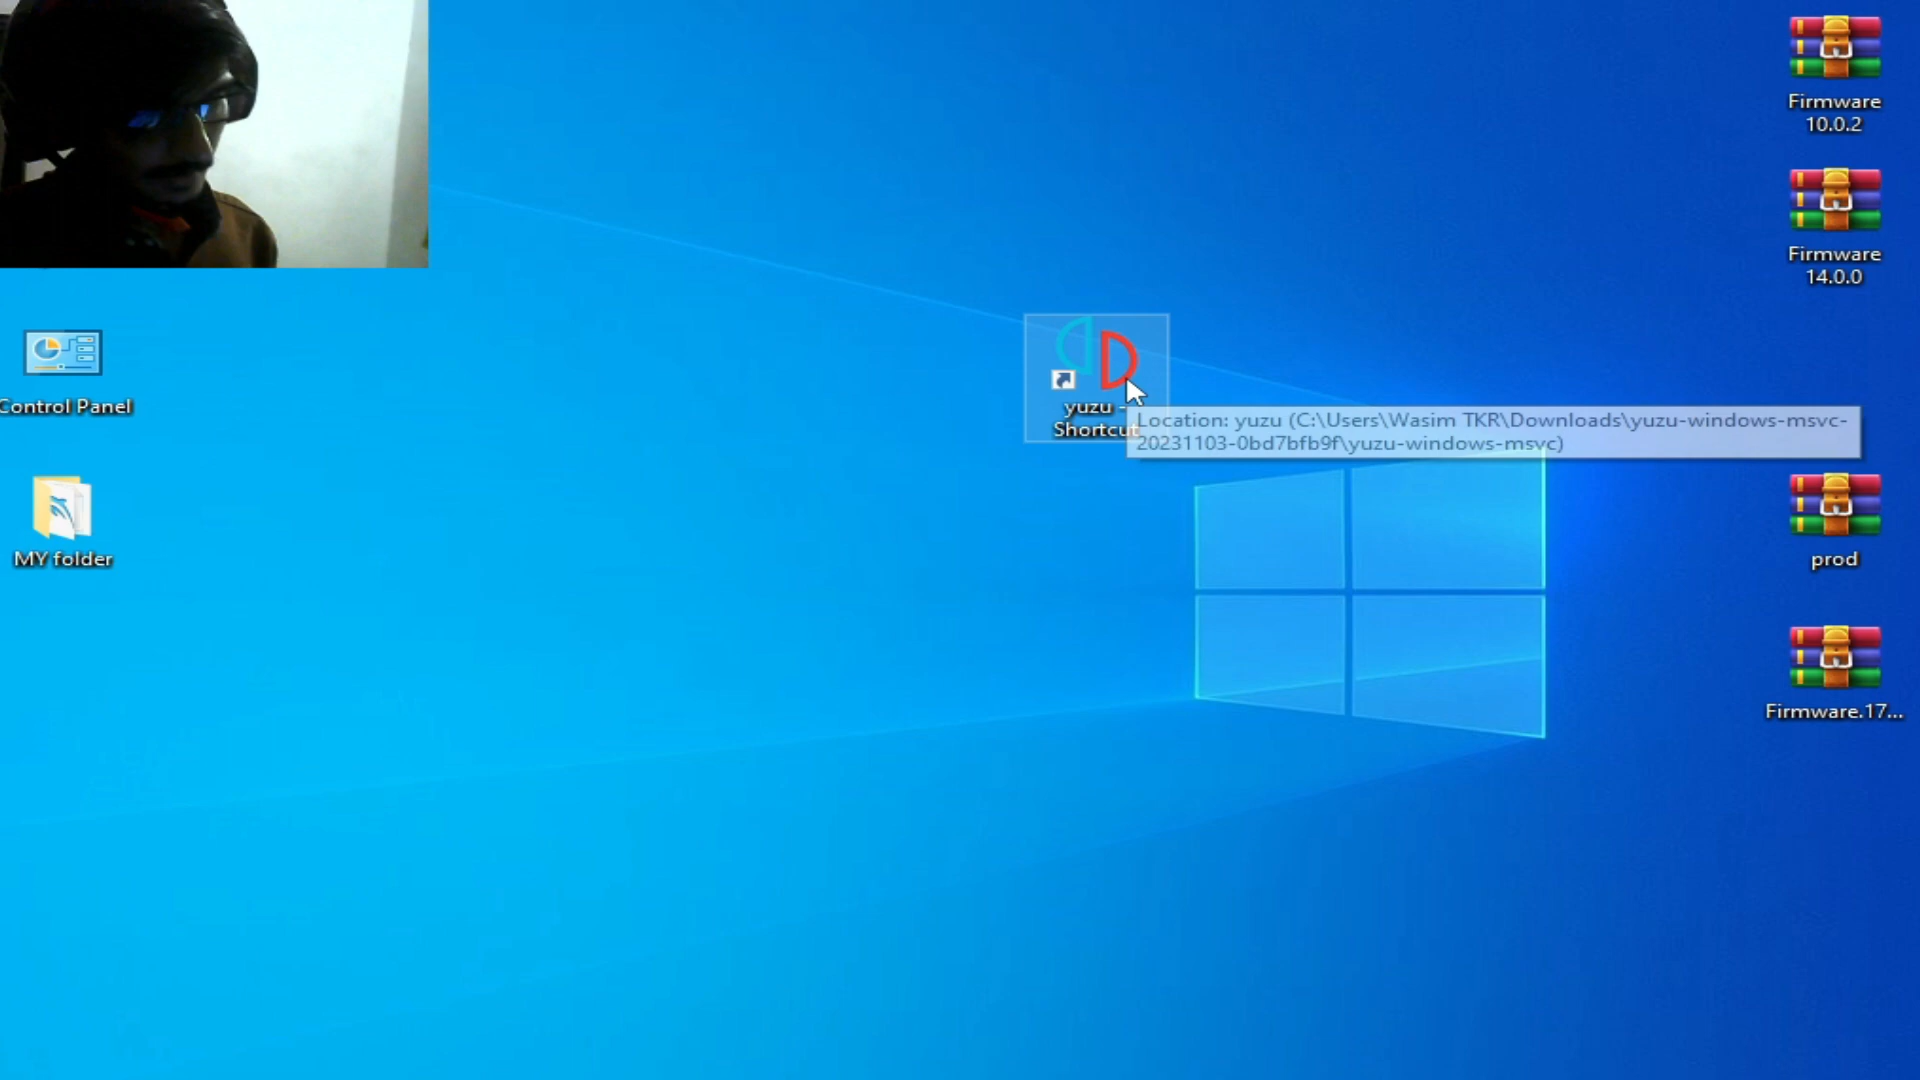 Firmware
10.0.2
Firmware
14.0.0
Control Panel
yuzu -
Shortcut
Location: yuzu (C:\Users\Wasim TKR\Downloads\yuzu-windows-msvc-
20231103-0bd7bfb9f\yuzu-windows-msvc)
MY folder
prod
Firmware.17...